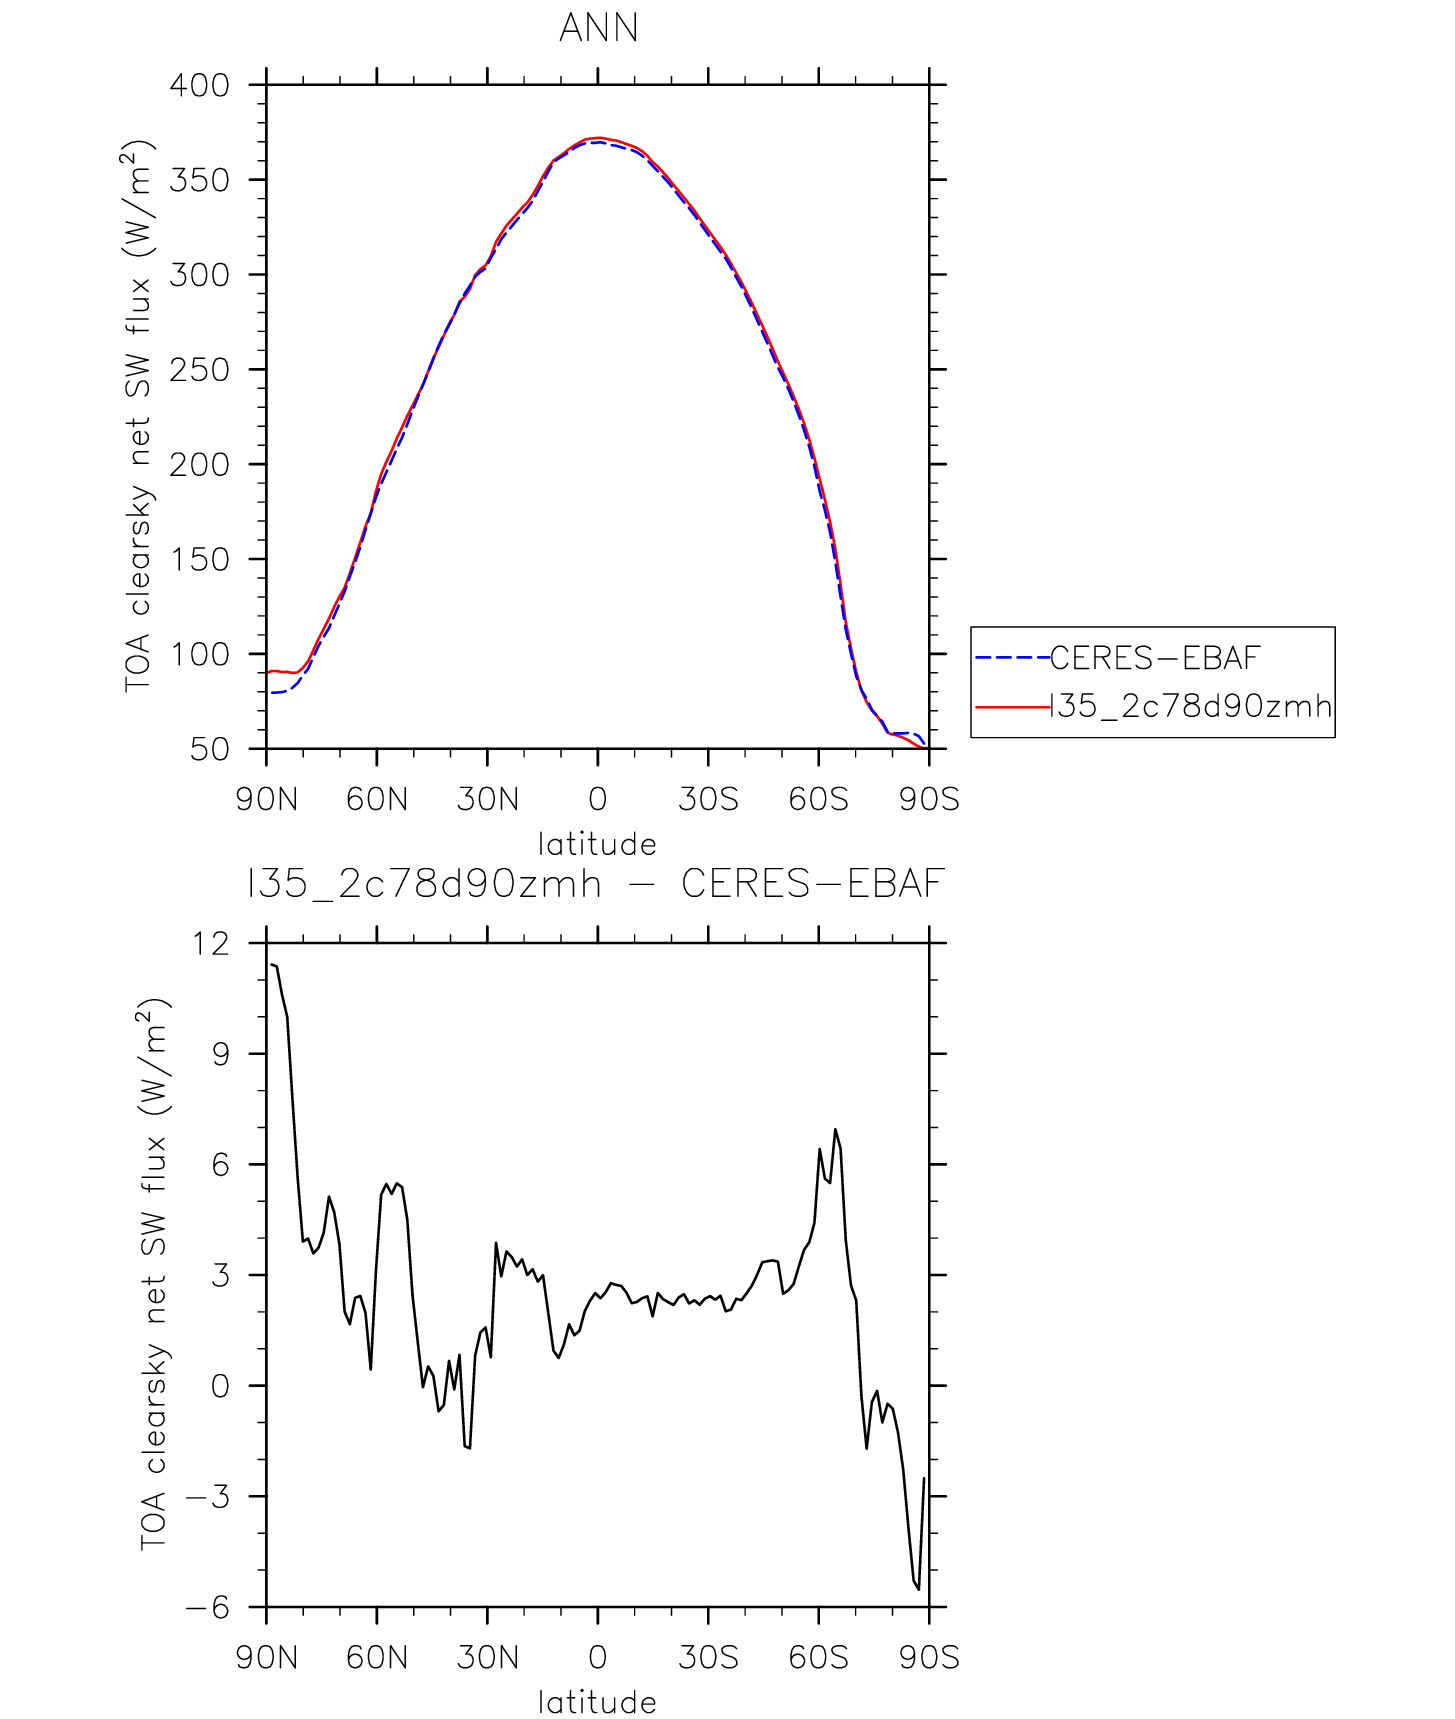 ANN
TOA clearsky net SW flux (W/m²)
400
350
300
250
200
150
100
50
90N 60N 30N 0 30S 60S 90S
latitude
CERES-EBAF
I35_2c78d90zmh
I35_2c78d90zmh - CERES-EBAF
TOA clearsky net SW flux (W/m²)
12
9
6
3
0
-3
-6
90N 60N 30N 0 30S 60S 90S
latitude